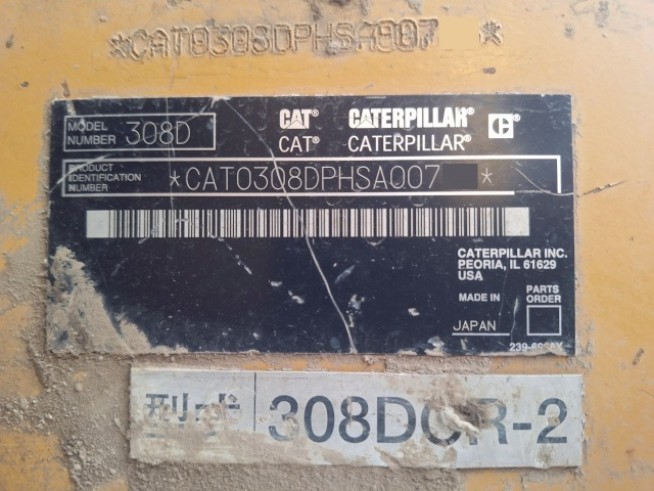 *CAT0308DPHSA007 *
MODEL NUMBER 308D
CAT® CATERPILLAR® C®
CAT® CATERPILLAR®
PRODUCT IDENTIFICATION NUMBER *CAT0308DPHSA007 *
CATERPILLAR INC.
PEORIA, IL 61629
USA
MADE IN JAPAN
PARTS ORDER
308DCR-2